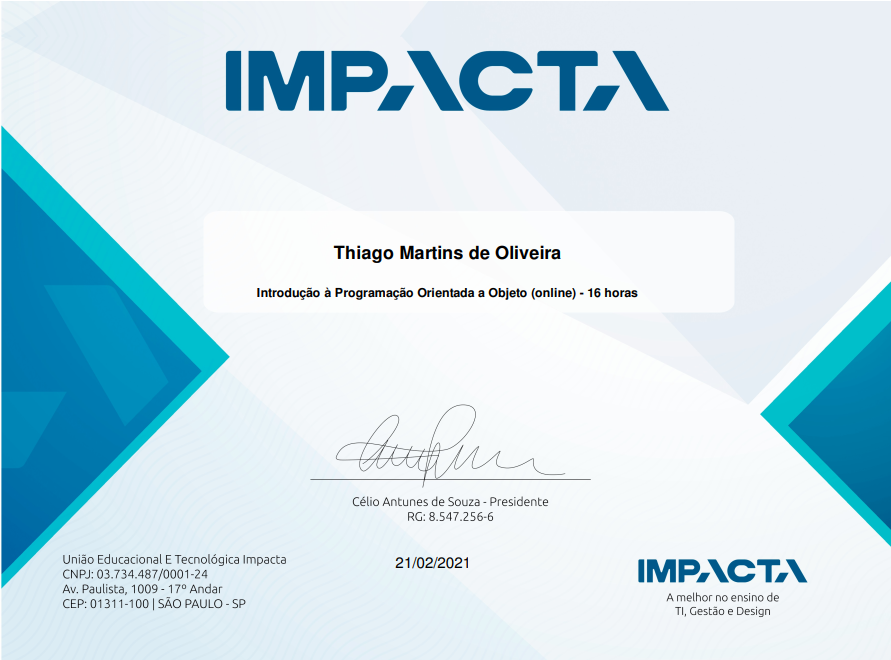 IMPACTA
Thiago Martins de Oliveira
Introdução à Programação Orientada a Objeto (online) - 16 horas
Célio Antunes de Souza - Presidente
RG: 8.547.256-6
União Educacional E Tecnológica Impacta
CNPJ: 03.734.487/0001-24
Av. Paulista, 1009 - 17º Andar
CEP: 01311-100 | SÃO PAULO - SP
21/02/2021
IMPACTA
A melhor no ensino de
TI, Gestão e Design